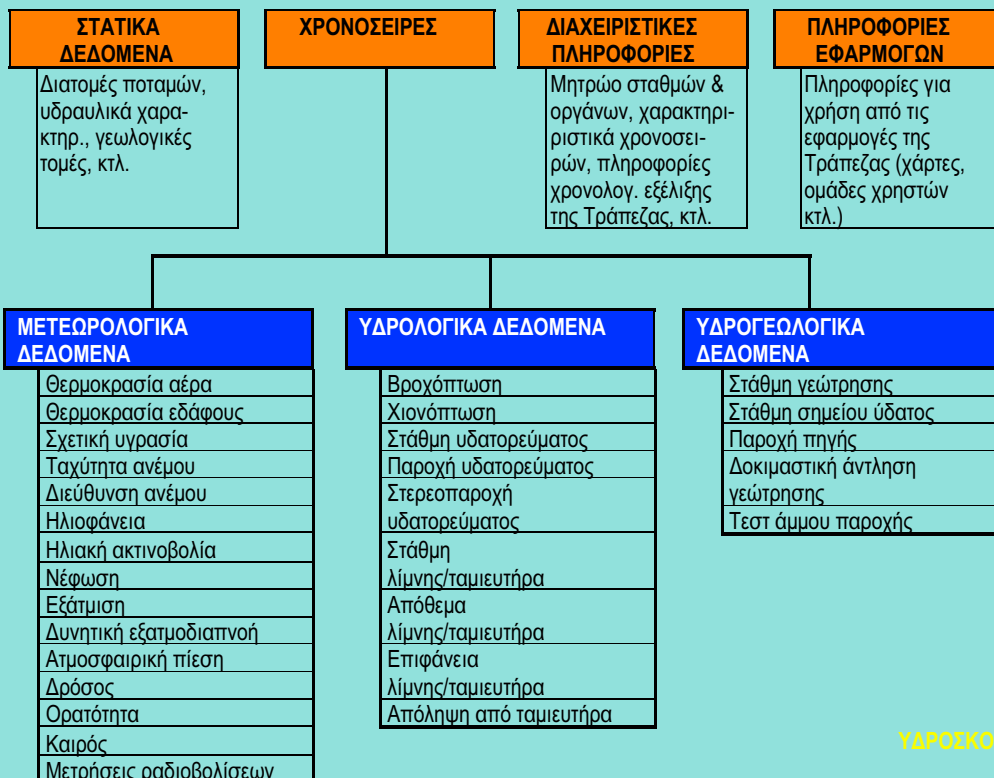 ΣΤΑΤΙΚΑ
ΔΕΔΟΜΕΝΑ
Διατομές ποταμών,
υδραυλικά χαρα-
κτηρ., γεωλογικές
τομές, κτλ.
ΧΡΟΝΟΣΕΙΡΕΣ
ΔΙΑΧΕΙΡΙΣΤΙΚΕΣ
ΠΛΗΡΟΦΟΡΙΕΣ
Μητρώο σταθμών &
οργάνων, χαρακτηρι-
ριστικά χρονοσει-
ρών, πληροφορίες
χρονολογ. εξέλιξης
της Τράπεζας, κτλ.
ΠΛΗΡΟΦΟΡΙΕΣ
ΕΦΑΡΜΟΓΩΝ
Πληροφορίες για
χρήση από τις
εφαρμογές της
Τράπεζας (χάρτες,
ομάδες χρηστών
κτλ.)
ΜΕΤΕΩΡΟΛΟΓΙΚΑ
ΔΕΔΟΜΕΝΑ
Θερμοκρασία αέρα
Θερμοκρασία εδάφους
Σχετική υγρασία
Ταχύτητα ανέμου
Διεύθυνση ανέμου
Ηλιοφάνεια
Ηλιακή ακτινοβολία
Νέφωση
Εξάτμιση
Δυνητική εξατμοδιαπνοή
Ατμοσφαιρική πίεση
Δρόσος
Ορατότητα
Καιρός
Μετρήσεις ραδιοβολίσεων
ΥΔΡΟΛΟΓΙΚΑ ΔΕΔΟΜΕΝΑ
Βροχόπτωση
Χιονόπτωση
Στάθμη υδατορεύματος
Παροχή υδατορεύματος
Στερεοπαροχή
υδατορεύματος
Στάθμη
λίμνης/ταμιευτήρα
Απόθεμα
λίμνης/ταμιευτήρα
Επιφάνεια
λίμνης/ταμιευτήρα
Απόληψη από ταμιευτήρα
ΥΔΡΟΓΕΩΛΟΓΙΚΑ
ΔΕΔΟΜΕΝΑ
Στάθμη γεώτρησης
Στάθμη σημείου ύδατος
Παροχή πηγής
Δοκιμαστική άντληση
γεώτρησης
Τεστ άμμου παροχής
ΥΔΡΟΣΚΟ